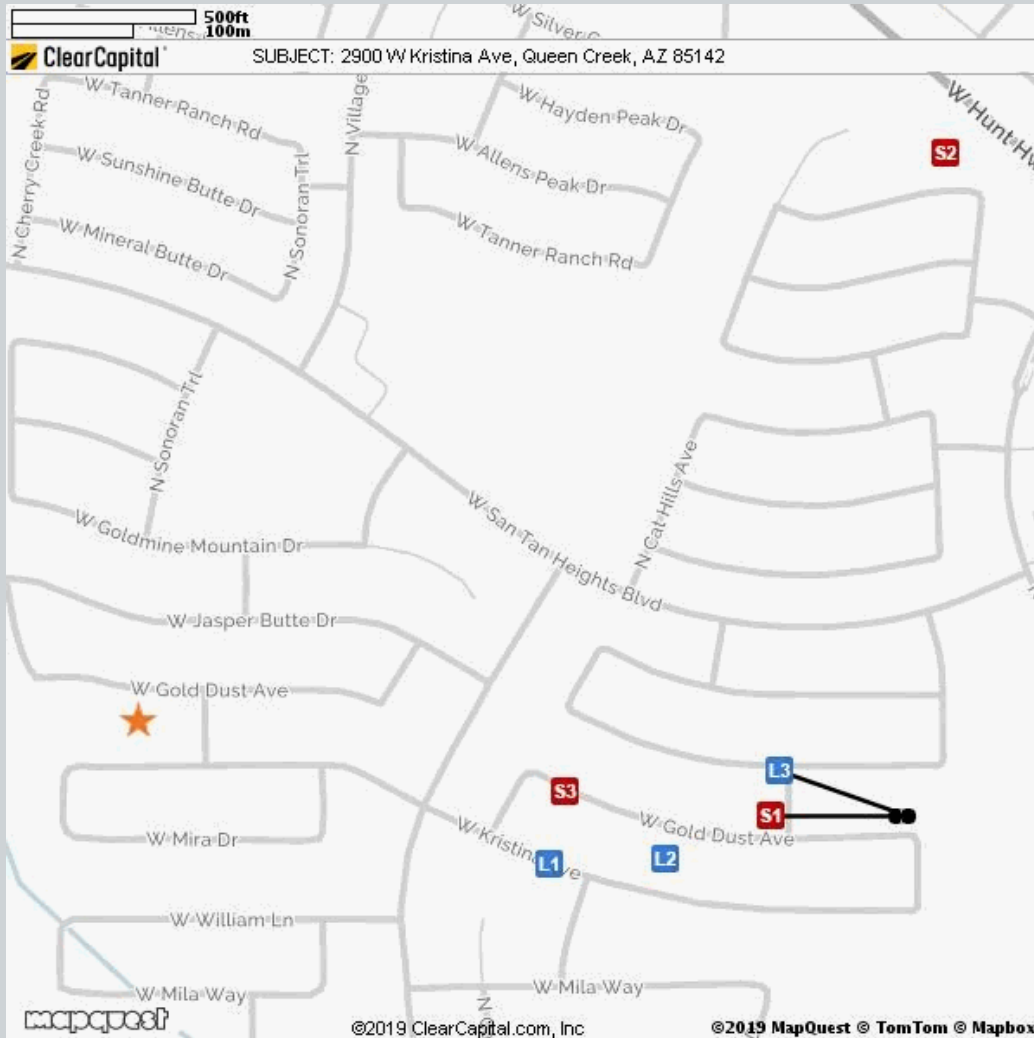 500ft
100m
W Silver C
ClearCapital
SUBJECT: 2900 W Kristina Ave, Queen Creek, AZ 85142
W Tanner Ranch Rd
N Cherry Creek Rd
N Village
W Hayden Peak Dr
W Hunt Hw
S2
W Sunshine Butte Dr
N Sonoran Trl
W Allens Peak Dr
W Mineral Butte Dr
W Tanner Ranch Rd
N Sonoran Trl
N Cat Hills Ave
W Goldmine Mountain Dr
W San Tan Heights Blvd
W Jasper Butte Dr
W Gold Dust Ave
L3
S3
S1
W Gold Dust Ave
W Mira Dr
W Kristina Ave
L1
L2
W William Ln
W Mila Way
W Mila Way
N
mapquest
©2019 ClearCapital.com, Inc
©2019 MapQuest © TomTom © Mapbox